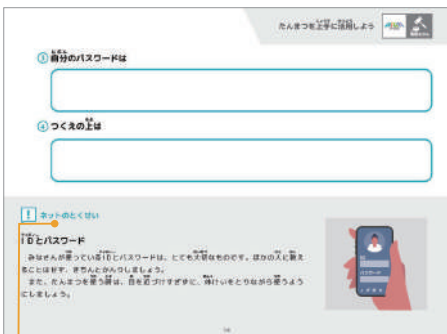 たんまつを上手に活用しよう
③自分のパスワードは
④つくえの上は
! ネットのとくせい
IDとパスワード
みなさんが使っているIDとパスワードは、とても大切なものです。ほかの人に教え
ることはせず、きちんとかんりしましょう。
また、たんまつを使う時は、目を近づけすぎずに、休けいをとりながら使うよう
にしましょう。
ID
パスワード